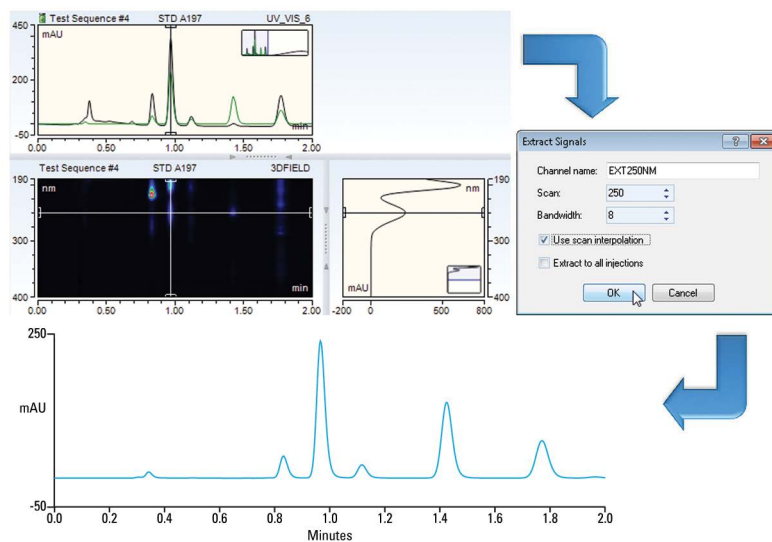 Test Sequence #4 STD A197 UV_VIS_6
450
mAU
200
-50
min
0.00 0.50 1.00 1.50 2.00
Test Sequence #4 STD A197 3DFIELD
190
nm
300
400
min
0.00 0.50 1.00 1.50 2.00
190
nm
300
mAU
400
-200 0 500 800
Extract Signals
Channel name: EXT250NM
Scan: 250
Bandwidth: 8
Use scan interpolation
Extract to all injections
OK Cancel
250
mAU
-50
0.0 0.2 0.4 0.6 0.8 1.0 1.2 1.4 1.6 1.8 2.0
Minutes